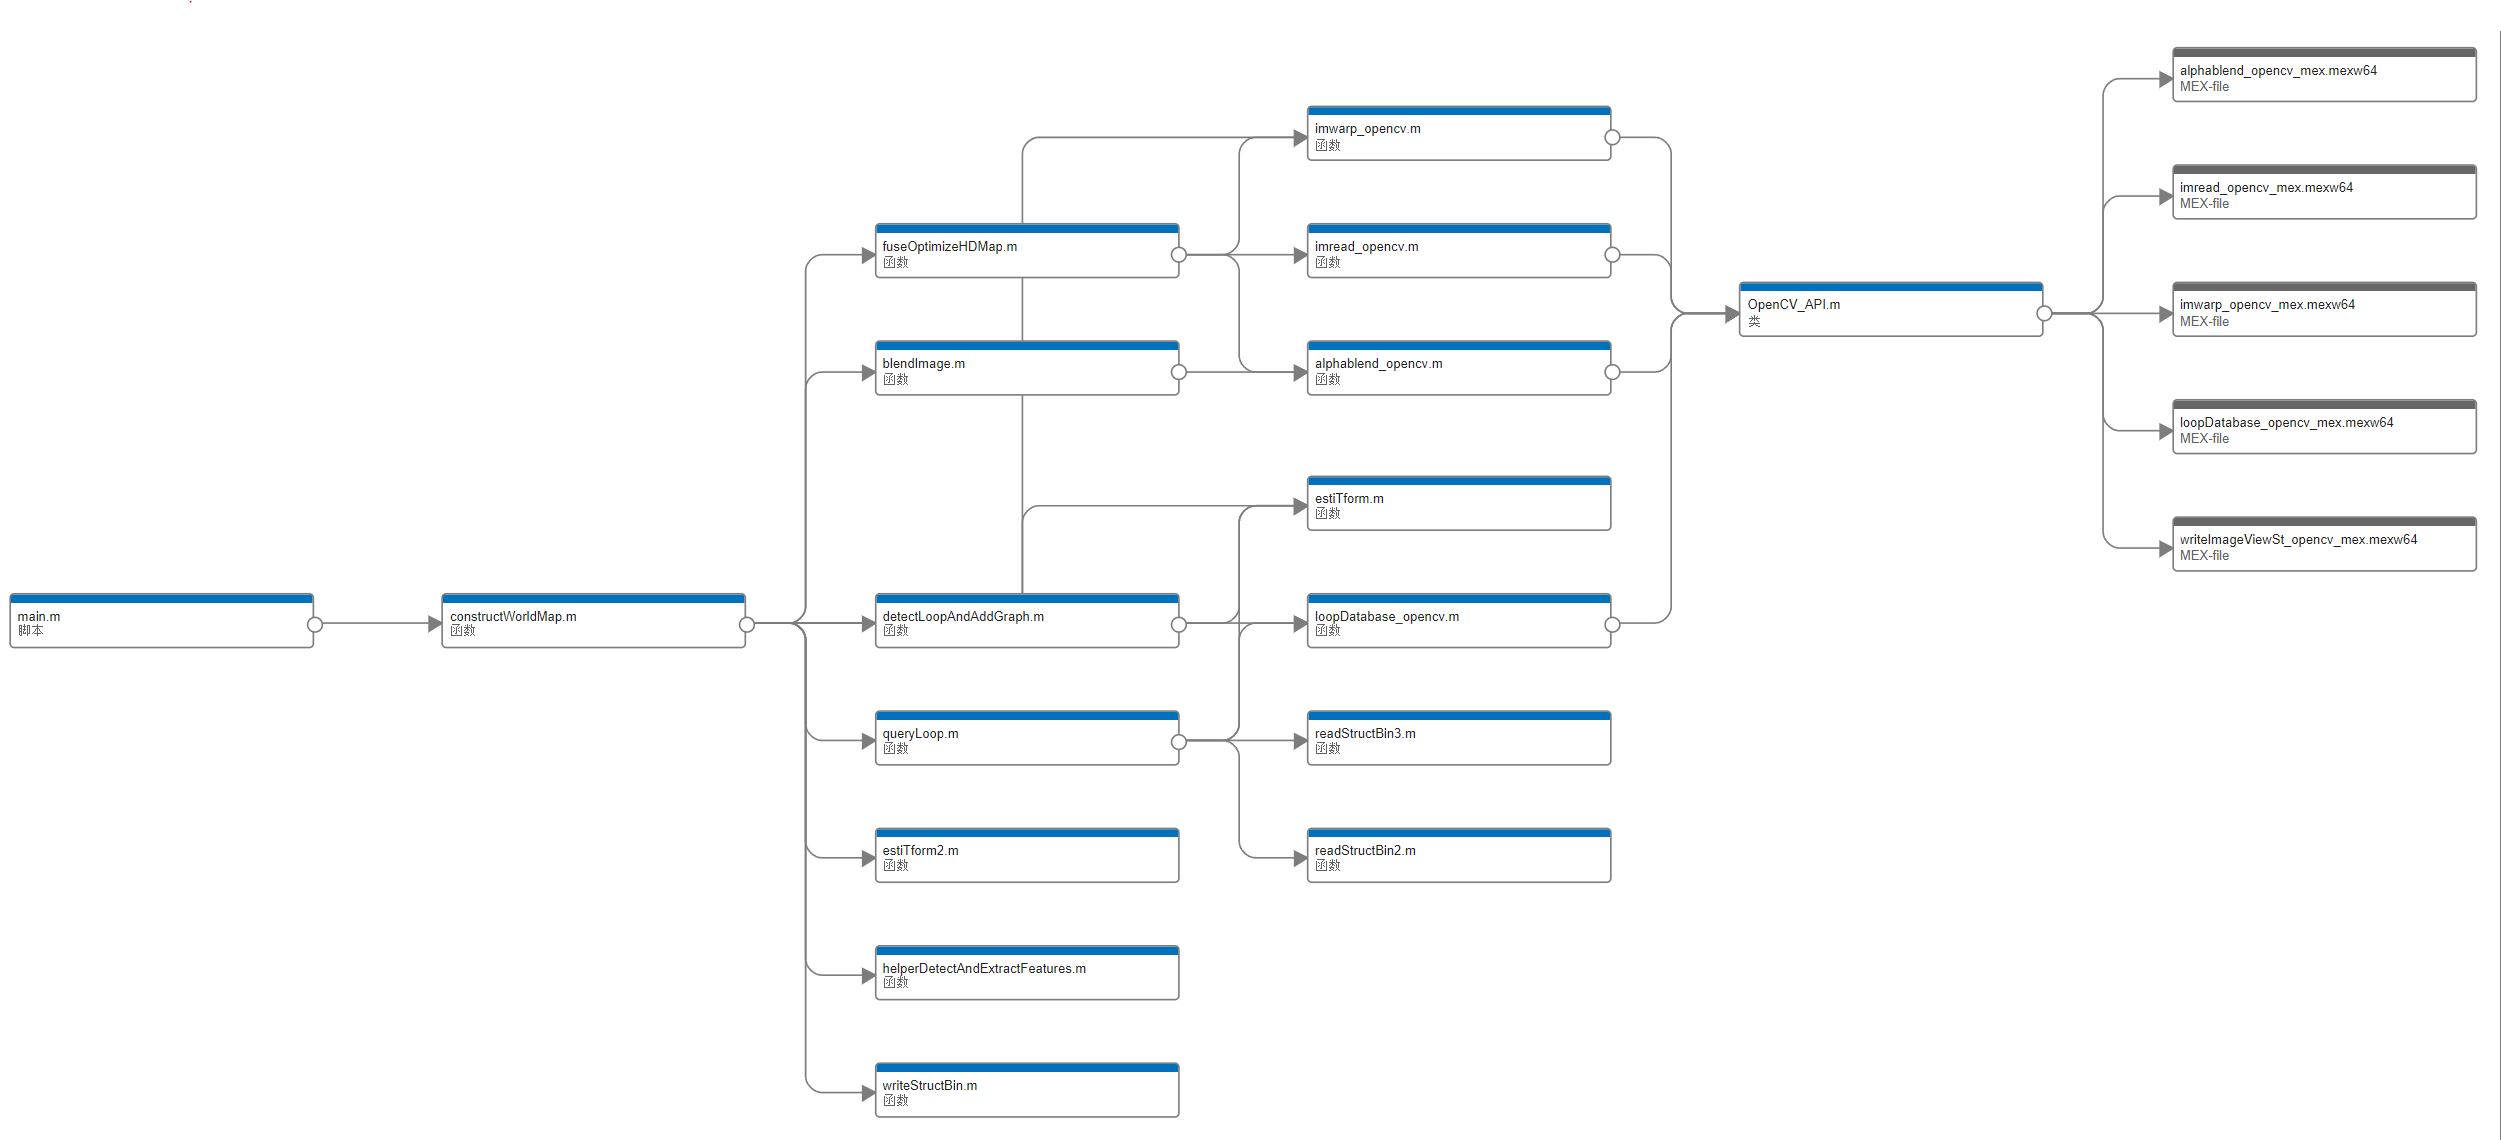 main.m
脚本
constructWorldMap.m
函数
fuseOptimizeHDMap.m
函数
blendImage.m
函数
detectLoopAndAddGraph.m
函数
queryLoop.m
函数
estiTform2.m
函数
helperDetectAndExtractFeatures.m
函数
writeStructBin.m
函数
imwarp_opencv.m
函数
imread_opencv.m
函数
alphablend_opencv.m
函数
estiTform.m
函数
loopDatabase_opencv.m
函数
readStructBin3.m
函数
readStructBin2.m
函数
OpenCV_API.m
类
alphablend_opencv_mex.mexw64
MEX-file
imread_opencv_mex.mexw64
MEX-file
imwarp_opencv_mex.mexw64
MEX-file
loopDatabase_opencv_mex.mexw64
MEX-file
writeImageViewSt_opencv_mex.mexw64
MEX-file